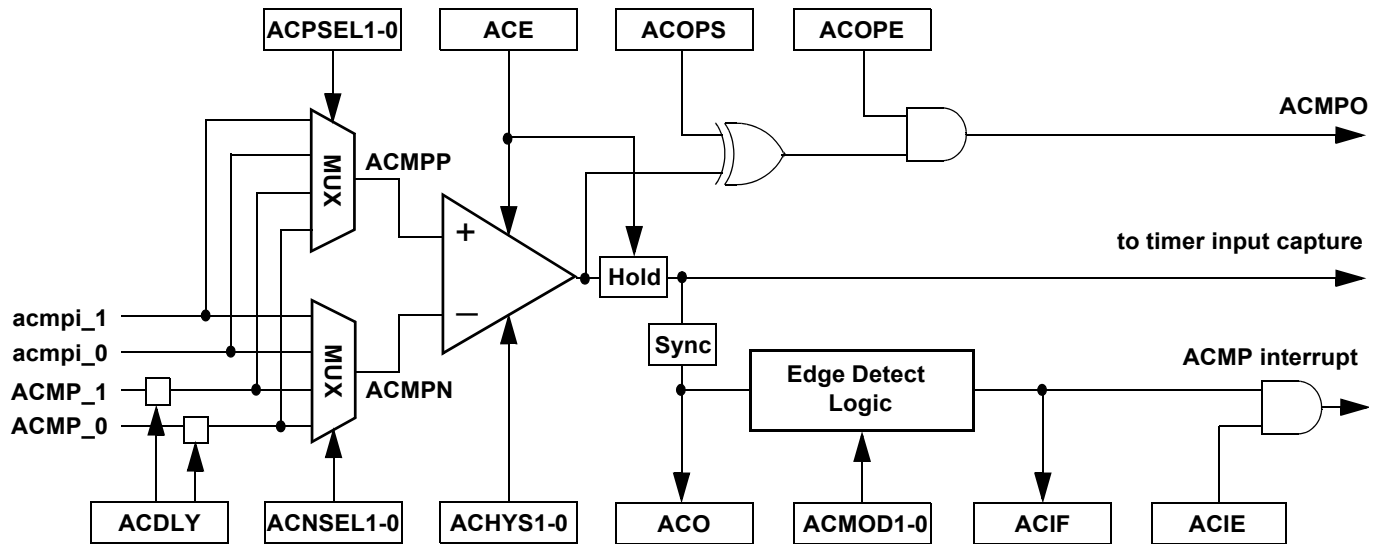 ACPSEL1-0
ACE
ACOPS
ACOPE
ACMPO
MUX
ACMPP
+
to timer input capture
Hold
acmpi_1
acmpi_0
ACMP_1
ACMP_0
MUX
–
ACMPN
Sync
Edge Detect
Logic
ACMP interrupt
ACDLY
ACNSEL1-0
ACHYS1-0
ACO
ACMOD1-0
ACIF
ACIE